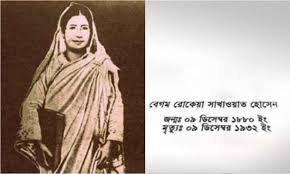 বেগম রোকেয়া সাখাওয়াত হোসেন
জন্মঃ ০৯ ডিসেম্বর ১৮৮০ ইং
মৃত্যুঃ ০৯ ডিসেম্বর ১৯৩২ ইং